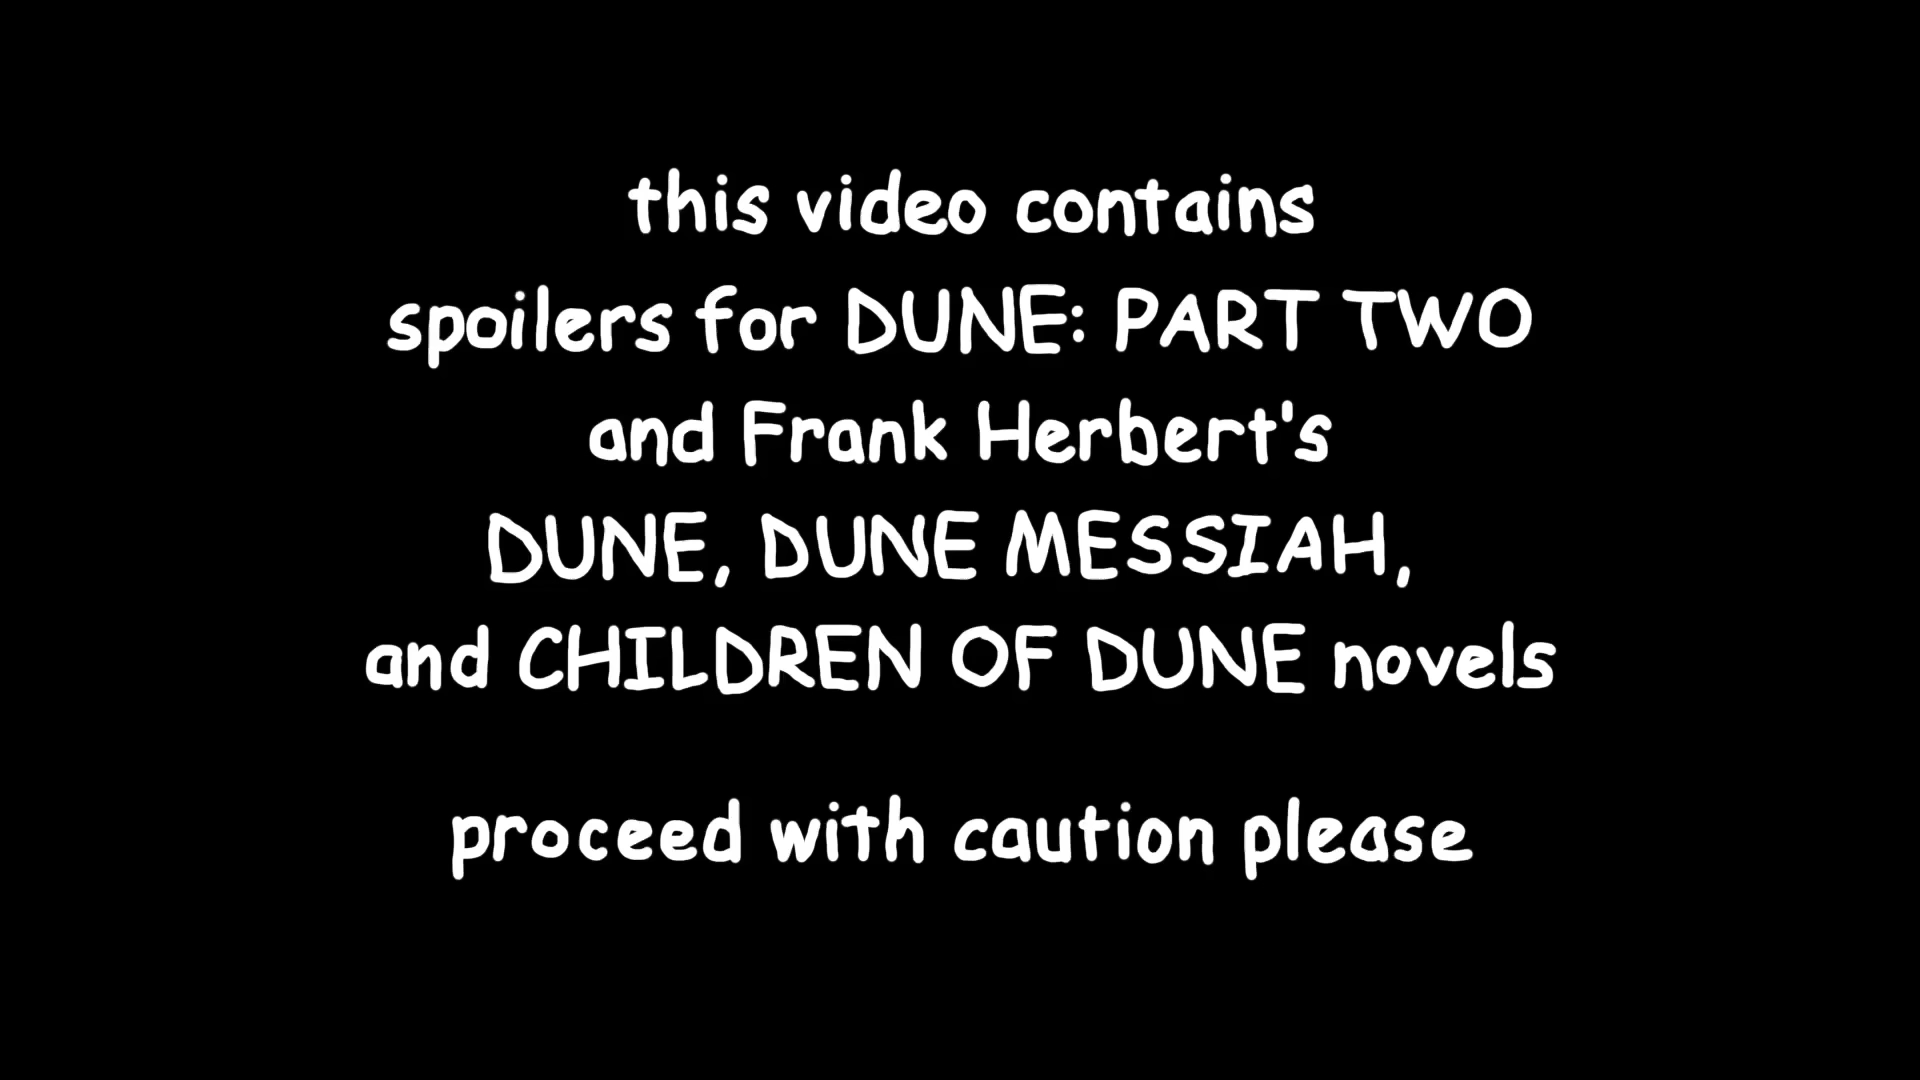 this video contains
spoilers for DUNE: PART TWO
and Frank Herbert's
DUNE, DUNE MESSIAH,
and CHILDREN OF DUNE novels
proceed with caution please